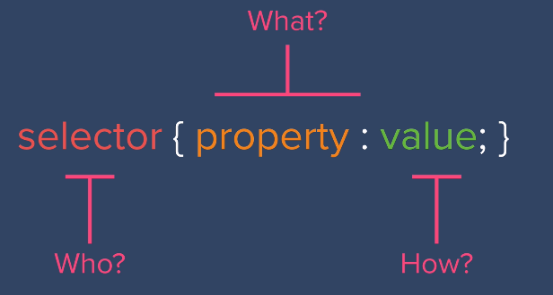 What?
selector { property : value; }
Who?
How?